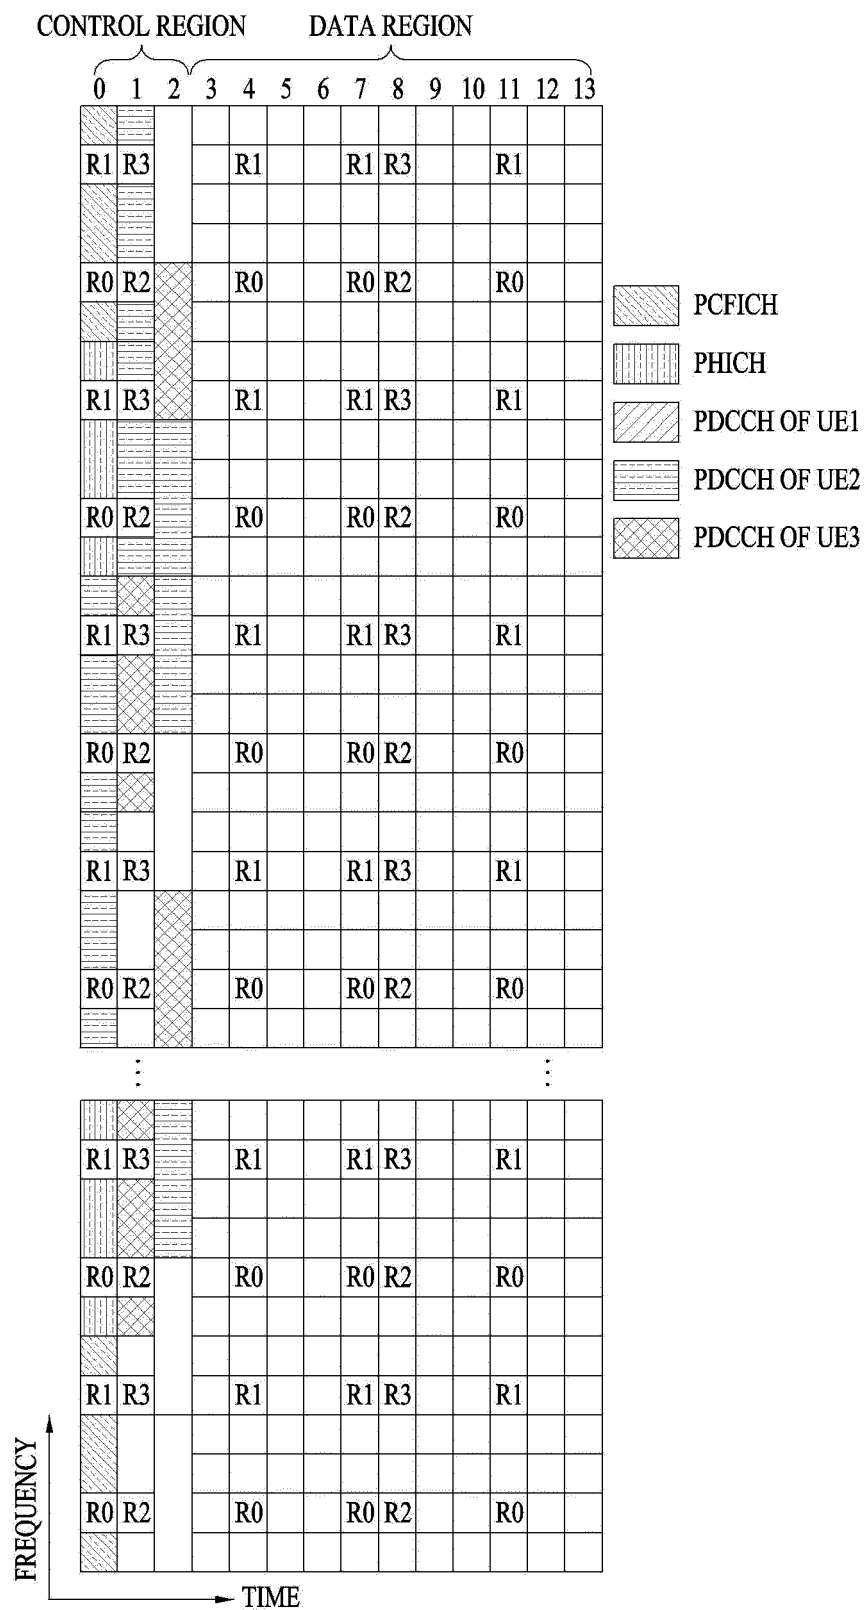 CONTROL REGION DATA REGION
0 1 2 3 4 5 6 7 8 9 10 11 12 13
R1 R3 R1 R1 R3 R1
R0 R2 R0 R0 R2 R0
PCFICH
PHICH
R1 R3 R1 R1 R3 R1
PDCCH OF UE1
PDCCH OF UE2
R0 R2 R0 R0 R2 R0
PDCCH OF UE3
R1 R3 R1 R1 R3 R1
R0 R2 R0 R0 R2 R0
R1 R3 R1 R1 R3 R1
R0 R2 R0 R0 R2 R0
R1 R3 R1 R1 R3 R1
R0 R2 R0 R0 R2 R0
R1 R3 R1 R1 R3 R1
R0 R2 R0 R0 R2 R0
FREQUENCY
TIME